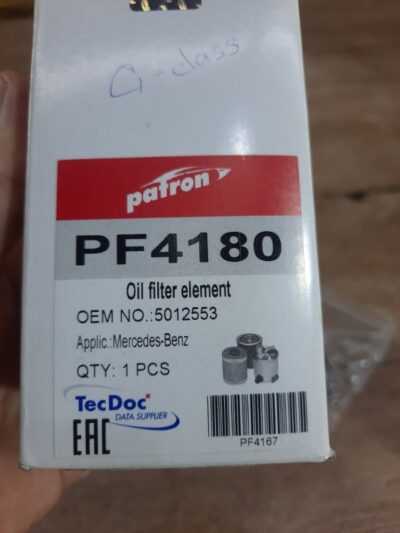 G-class
patron
PF4180
Oil filter element
OEM NO.:5012553
Applic.:Mercedes-Benz
QTY: 1 PCS
TecDoc
DATA SUPPLIER
EAC
PF4167